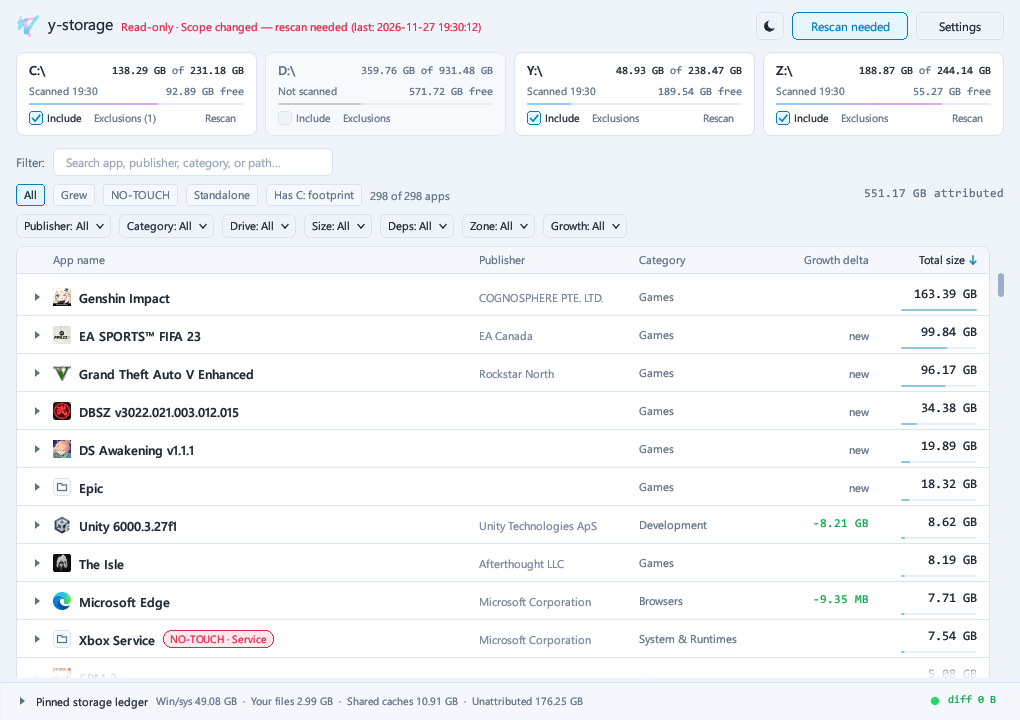 y-storage Read-only · Scope changed — rescan needed (last: 2026-11-27 19:30:12) Rescan needed Settings
C:\ 138.29 GB of 231.18 GB
Scanned 19:30 92.89 GB free
Include Exclusions (1) Rescan
D:\ 359.76 GB of 931.48 GB
Not scanned 571.72 GB free
Include Exclusions
Y:\ 48.93 GB of 238.47 GB
Scanned 19:30 189.54 GB free
Include Exclusions Rescan
Z:\ 188.87 GB of 244.14 GB
Scanned 19:30 55.27 GB free
Include Exclusions Rescan
Filter: Search app, publisher, category, or path...
All Grew NO-TOUCH Standalone Has C: footprint 298 of 298 apps 551.17 GB attributed
Publisher: All Category: All Drive: All Size: All Deps: All Zone: All Growth: All
App name Publisher Category Growth delta Total size ↓
Genshin Impact COGNOSPHERE PTE. LTD. Games 163.39 GB
EA SPORTS™ FIFA 23 EA Canada Games new 99.84 GB
Grand Theft Auto V Enhanced Rockstar North Games new 96.17 GB
DBSZ v3022.021.003.012.015 Games new 34.38 GB
DS Awakening v1.1.1 Games new 19.89 GB
Epic Games new 18.32 GB
Unity 6000.3.27f1 Unity Technologies ApS Development -8.21 GB 8.62 GB
The Isle Afterthought LLC Games 8.19 GB
Microsoft Edge Microsoft Corporation Browsers -9.35 MB 7.71 GB
Xbox Service NO-TOUCH · Service Microsoft Corporation System & Runtimes 7.54 GB
5.08 GB
Pinned storage ledger Win/sys 49.08 GB · Your files 2.99 GB · Shared caches 10.91 GB · Unattributed 176.25 GB diff 0 B